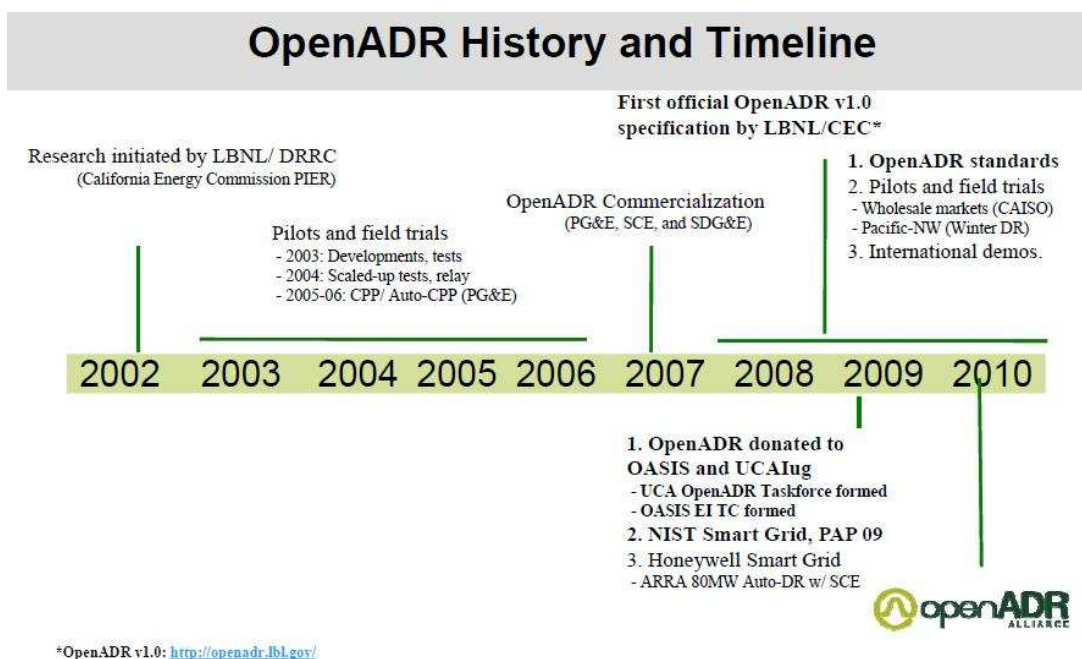 OpenADR History and Timeline
First official OpenADR v1.0
specification by LBNL/CEC*
Research initiated by LBNL/ DRRC
(California Energy Commission PIER)
Pilots and field trials
- 2003: Developments, tests
- 2004: Scaled-up tests, relay
- 2005-06: CPP/ Auto-CPP (PG&E)
OpenADR Commercialization
(PG&E, SCE, and SDG&E)
1. OpenADR standards
2. Pilots and field trials
- Wholesale markets (CAISO)
- Pacific-NW (Winter DR)
3. International demos.
2002 2003 2004 2005 2006 2007 2008 2009 2010
1. OpenADR donated to
OASIS and UCAIug
- UCA OpenADR Taskforce formed
- OASIS EI TC formed
2. NIST Smart Grid, PAP 09
3. Honeywell Smart Grid
- ARRA 80MW Auto-DR w/ SCE
openADR
ALLIANCE
*OpenADR v1.0: http://openadr.lbl.gov/